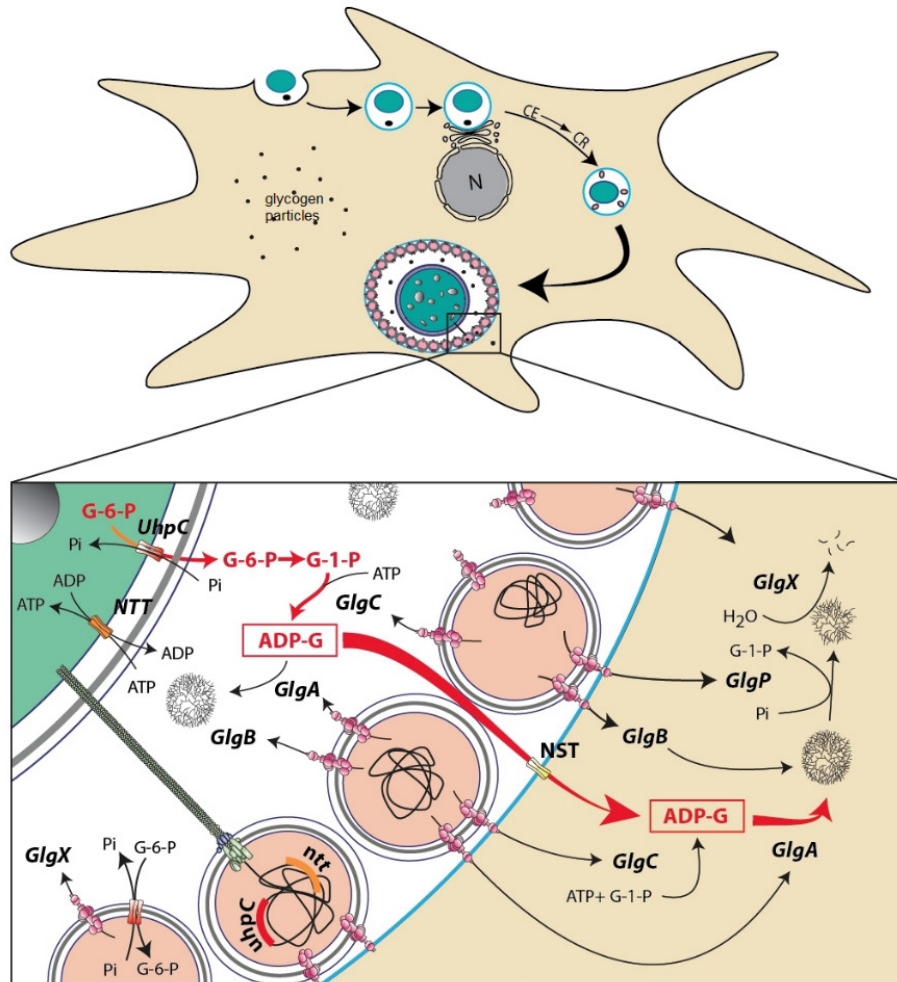 CE
CR
N
glycogen
particles
G-6-P
UhpC
Pi
G-6-P
G-1-P
Pi
ATP
ADP
ATP
NTT
ADP
ATP
GlgC
ADP-G
GlgA
GlgB
GlgX
H2O
G-1-P
GlgP
Pi
GlgB
NST
ADP-G
GlgA
GlgC
ATP+ G-1-P
GlgX
Pi
G-6-P
Pi
G-6-P
ntt
uhpC